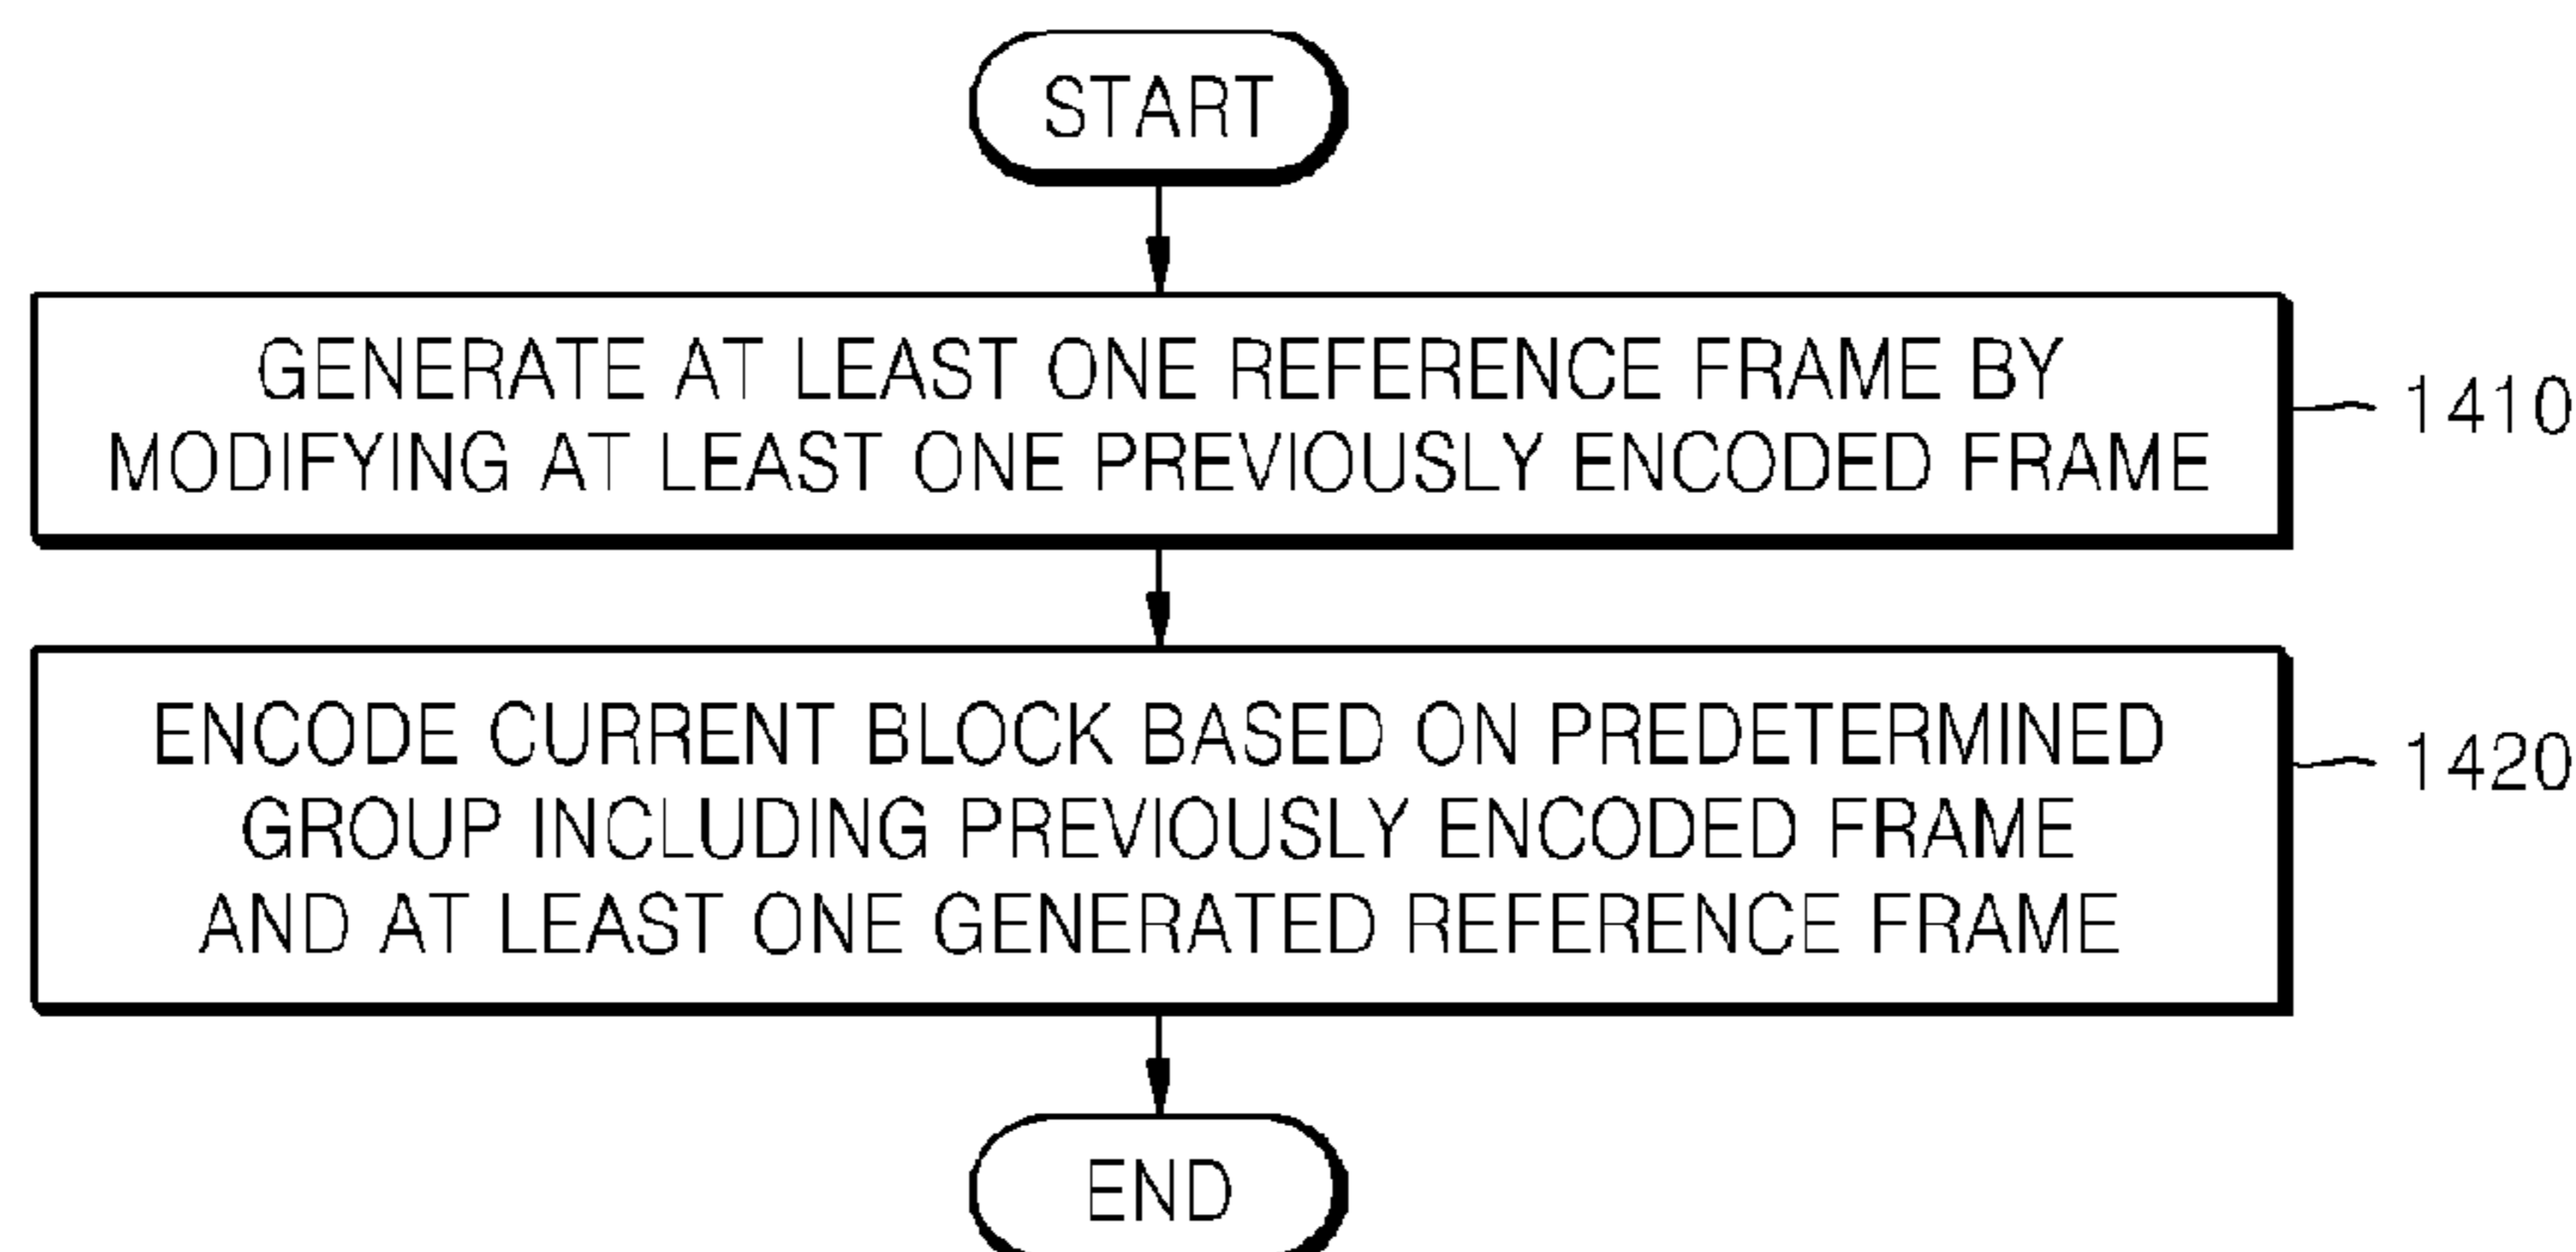 START
GENERATE AT LEAST ONE REFERENCE FRAME BY
MODIFYING AT LEAST ONE PREVIOUSLY ENCODED FRAME
1410
ENCODE CURRENT BLOCK BASED ON PREDETERMINED
GROUP INCLUDING PREVIOUSLY ENCODED FRAME
AND AT LEAST ONE GENERATED REFERENCE FRAME
1420
END